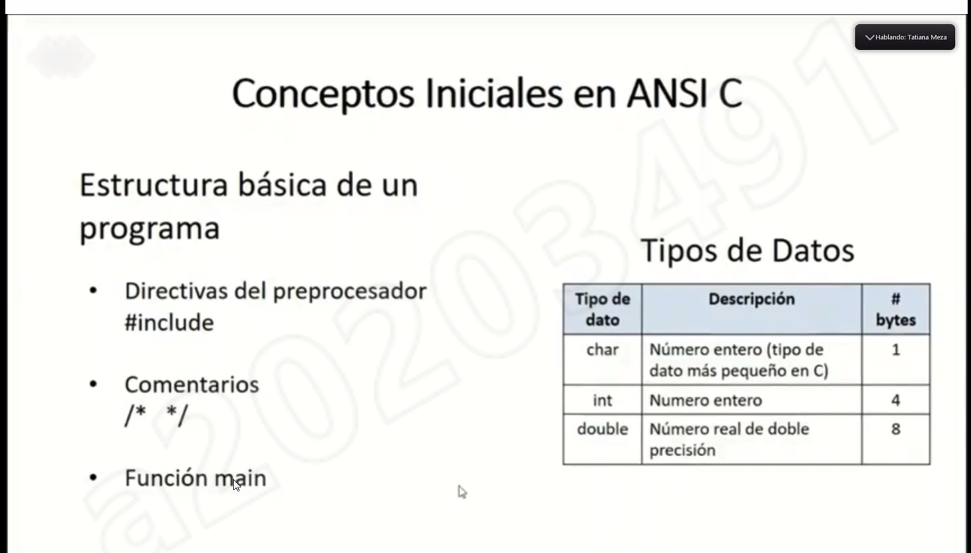 Hablando: Tatiana Meza
Conceptos Iniciales en ANSI C
Estructura básica de un
programa
• Directivas del preprocesador
#include
• Comentarios
/* */
• Función main
Tipos de Datos
Tipo de dato Descripción # bytes
char Número entero (tipo de dato más pequeño en C) 1
int Numero entero 4
double Número real de doble precisión 8
a20203491